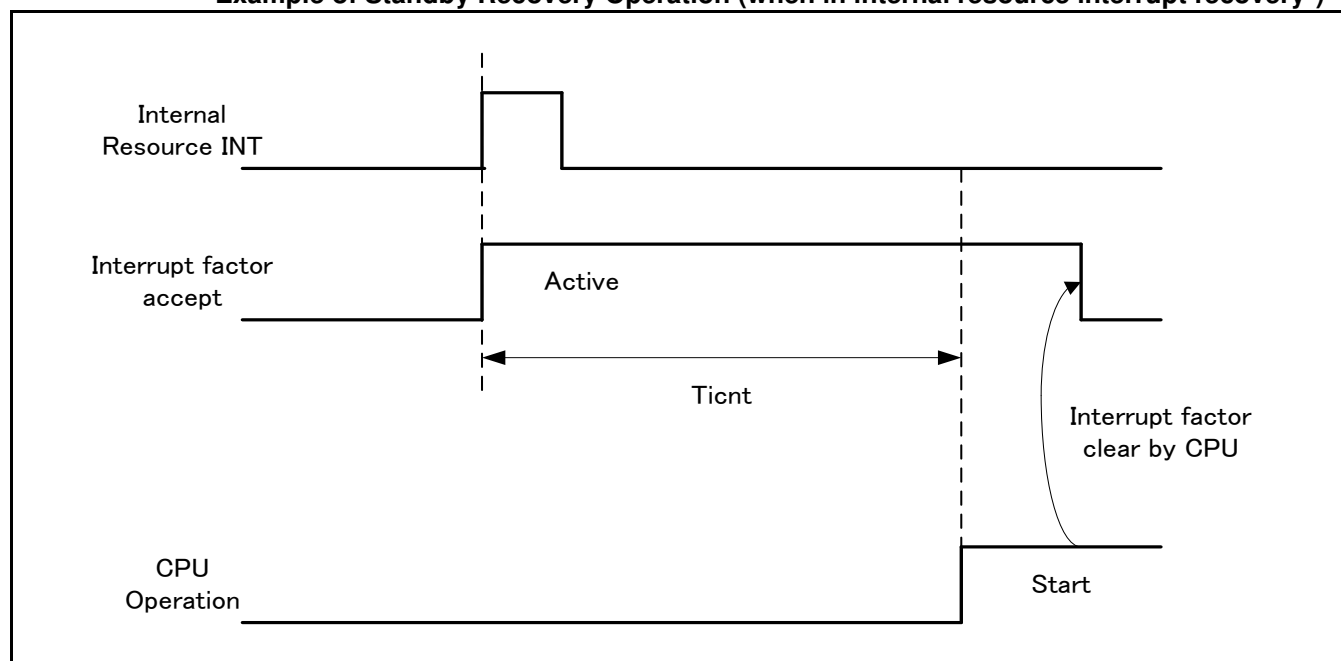 Example of Standby Recovery Operation (when in internal resource interrupt recovery*)
Internal
Resource INT
Interrupt factor
accept
Active
Ticnt
Interrupt factor
clear by CPU
CPU
Operation
Start